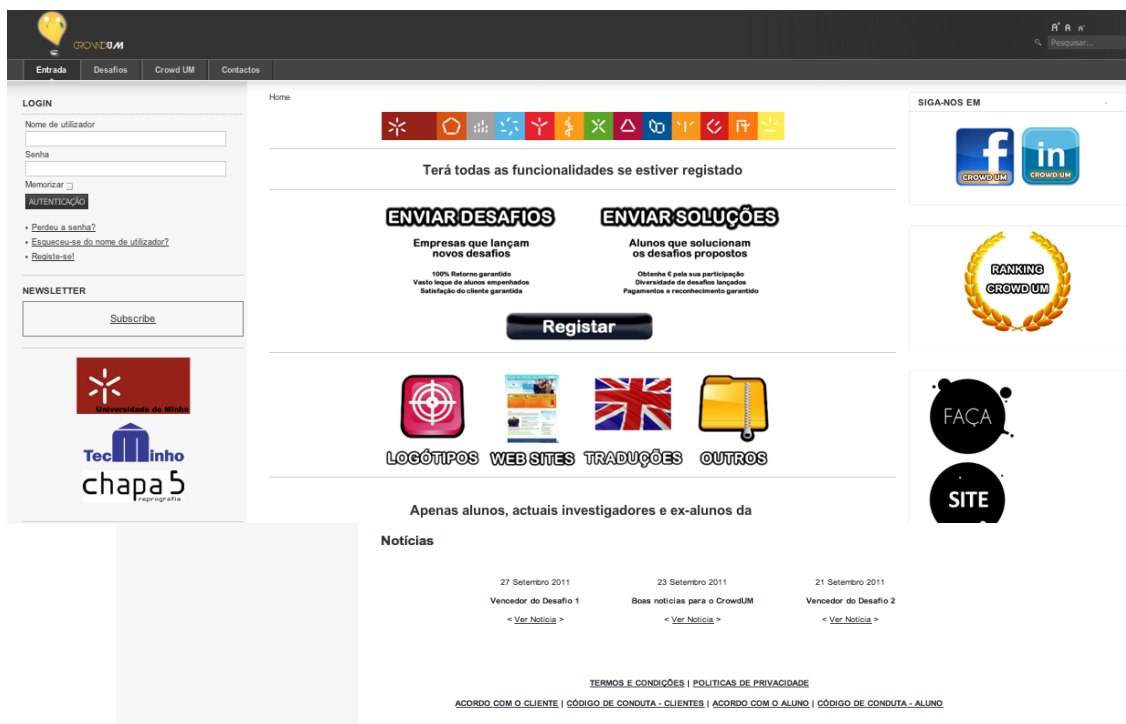 CROWDUM
A+ A A-
Pesquisar...
Entrada Desafios Crowd UM Contactos
LOGIN
Nome de utilizador
Senha
Memorizar
AUTENTICAÇÃO
Perdeu a senha?
Esqueceu-se do nome de utilizador?
Registe-se!
NEWSLETTER
Subscribe
Universidade do Minho
TecMinho
chapa5
reprografia
Home
Terá todas as funcionalidades se estiver registado
ENVIAR DESAFIOS
Empresas que lançam
novos desafios
100% Retorno garantido
Vasto leque de alunos empenhados
Satisfação do cliente garantida
ENVIAR SOLUÇÕES
Alunos que solucionam
os desafios propostos
Obtenha € pela sua participação
Diversidade de desafios lançados
Pagamentos e reconhecimento garantido
Registar
LOGÓTIPOS WEB SITES TRADUÇÕES OUTROS
Apenas alunos, actuais investigadores e ex-alunos da
SIGA-NOS EM
f
CROWD UM
in
CROWD UM
RANKING
CROWD UM
FAÇA
SITE
Notícias
27 Setembro 2011
Vencedor do Desafio 1
< Ver Noticia >
23 Setembro 2011
Boas noticias para o CrowdUM
< Ver Noticia >
21 Setembro 2011
Vencedor do Desafio 2
< Ver Noticia >
TERMOS E CONDIÇÕES | POLITICAS DE PRIVACIDADE
ACORDO COM O CLIENTE | CÓDIGO DE CONDUTA - CLIENTES | ACORDO COM O ALUNO | CÓDIGO DE CONDUTA - ALUNO